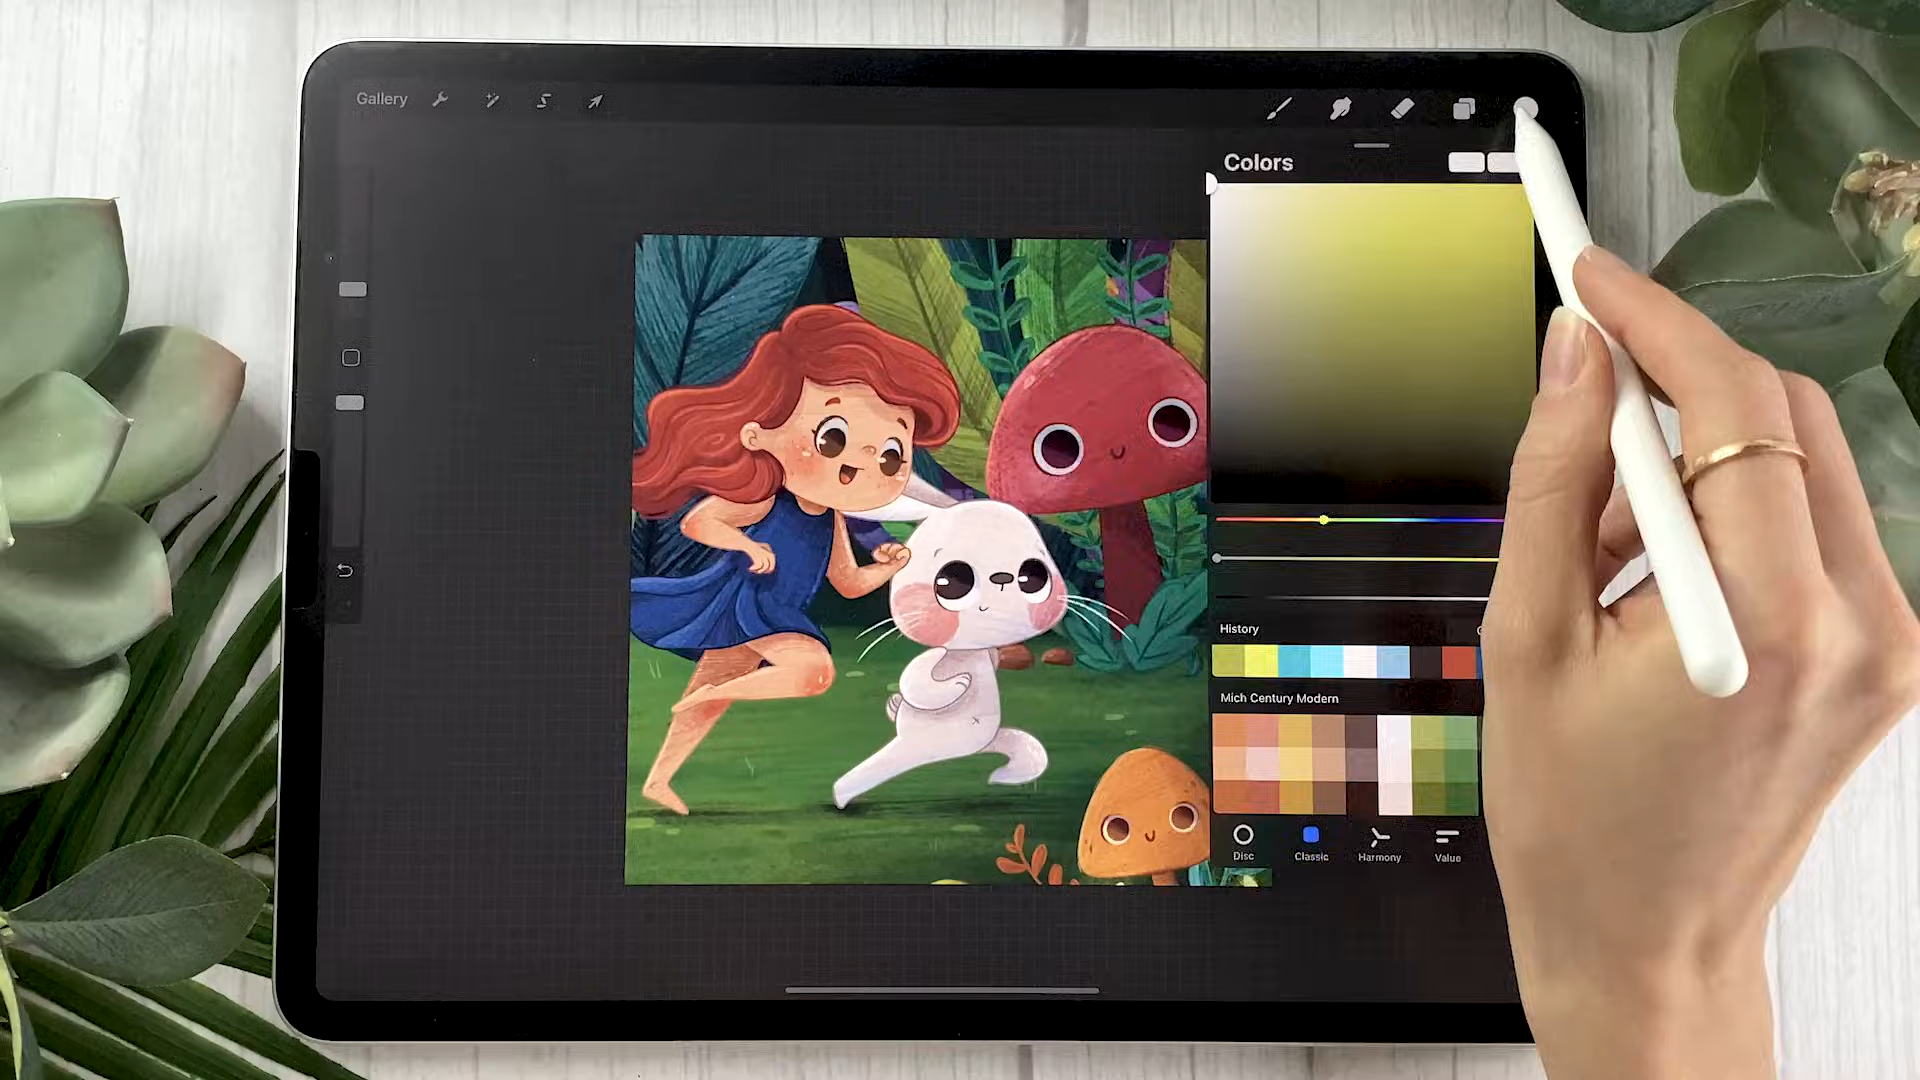 Gallery
Colors
History
Mich Century Modern
Disc
Classic
Harmony
Value